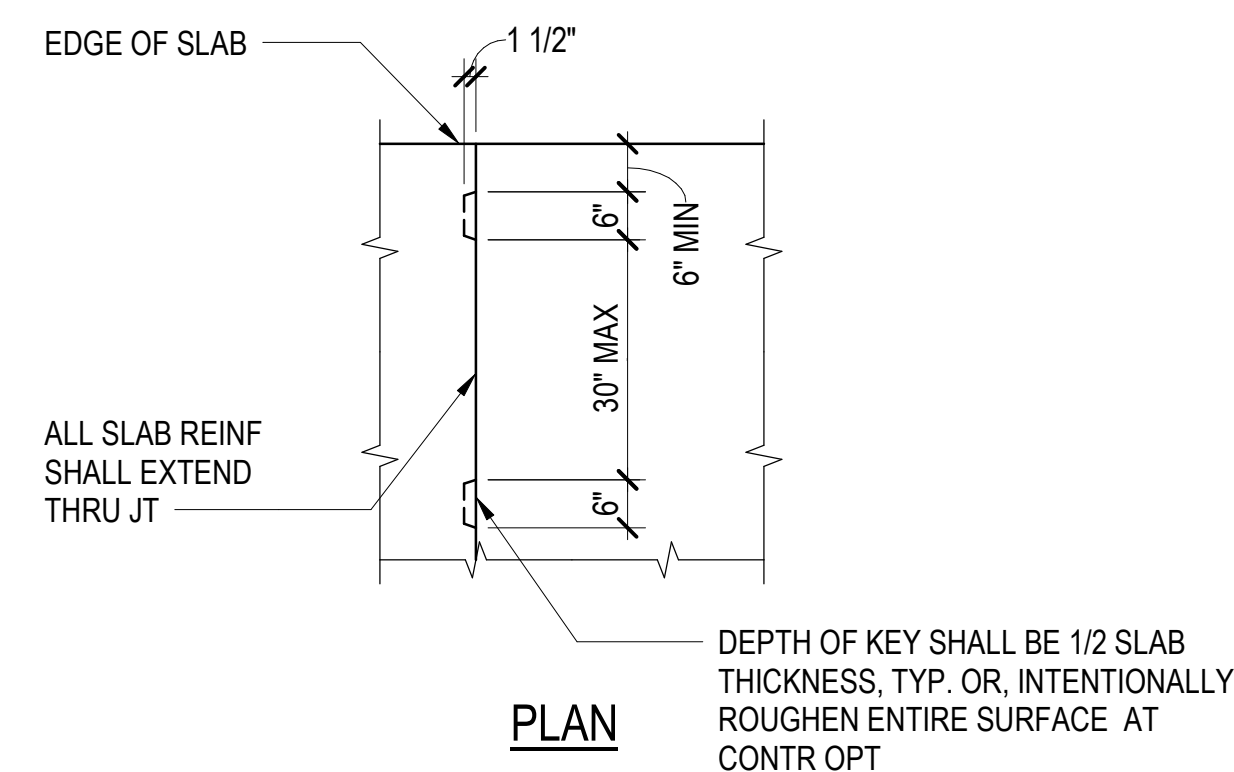 EDGE OF SLAB
1 1/2"
6"
6" MIN
30" MAX
6"
ALL SLAB REINF
SHALL EXTEND
THRU JT
DEPTH OF KEY SHALL BE 1/2 SLAB
THICKNESS, TYP. OR, INTENTIONALLY
ROUGHEN ENTIRE SURFACE AT
CONTR OPT
PLAN